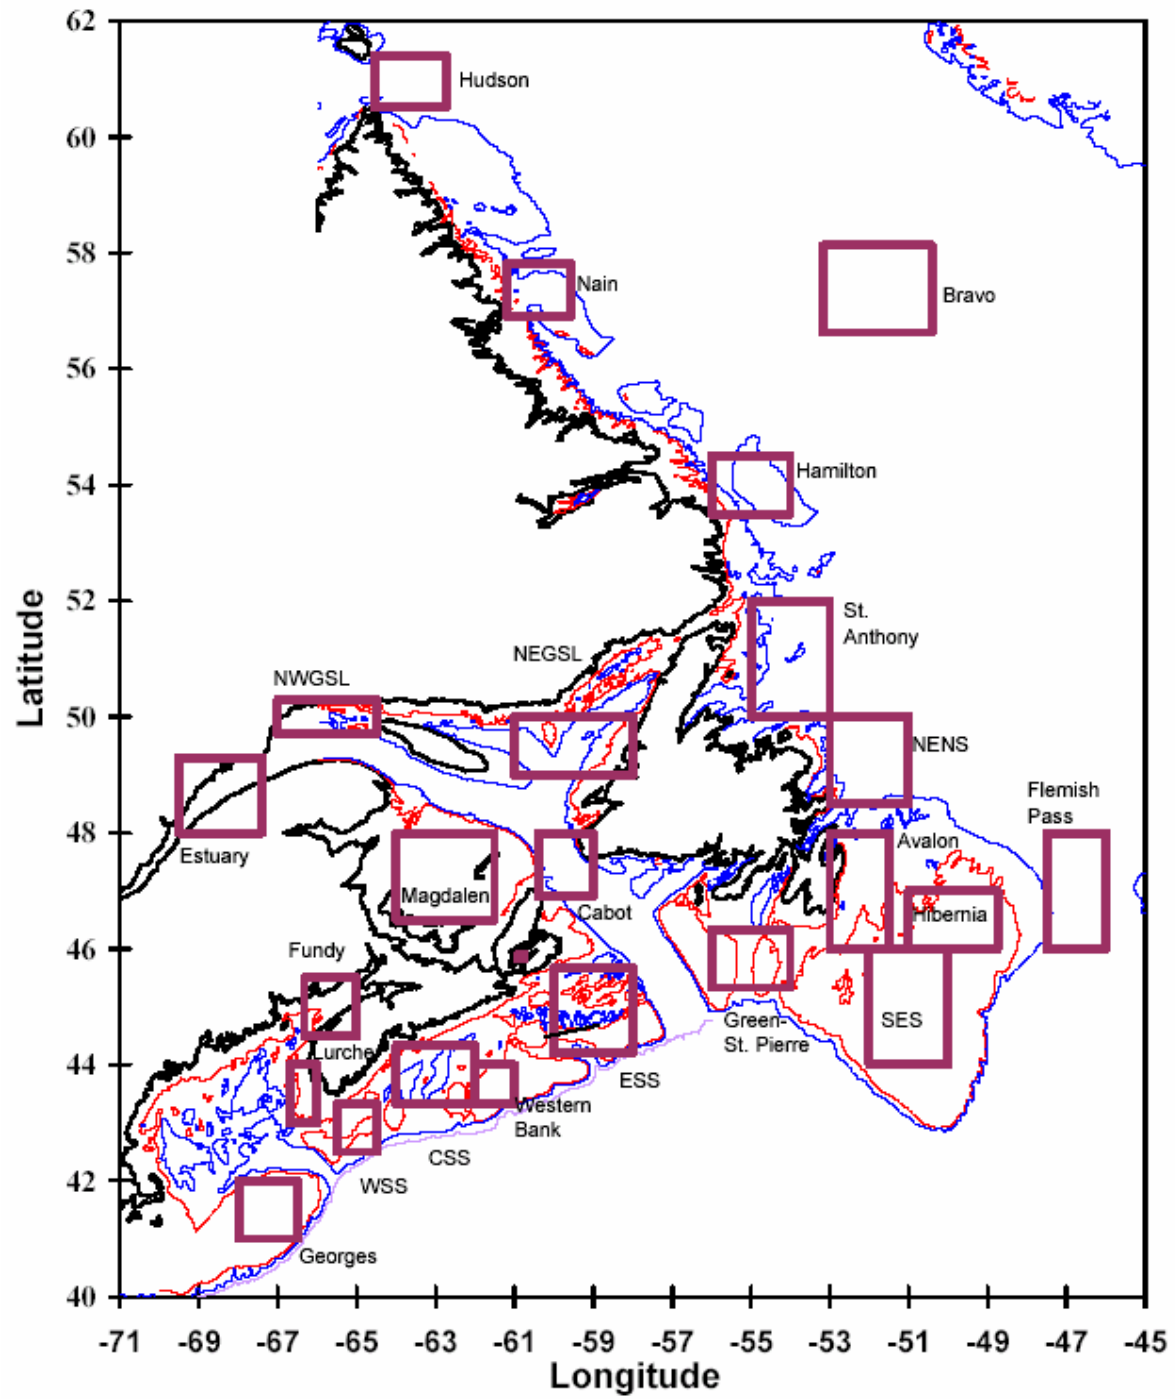 62
Hudson
60
58
Nain
Bravo
56
Hamilton
54
Latitude
52
St.
Anthony
NEGSL
NWGSL
50
NENS
Flemish
Pass
48
Avalon
Estuary
Magdalen
Hibernia
Cabot
46
Fundy
Green-
St. Pierre
SES
Lurcher
44
ESS
Western
Bank
CSS
WSS
42
Georges
40
-71 -69 -67 -65 -63 -61 -59 -57 -55 -53 -51 -49 -47 -45
Longitude